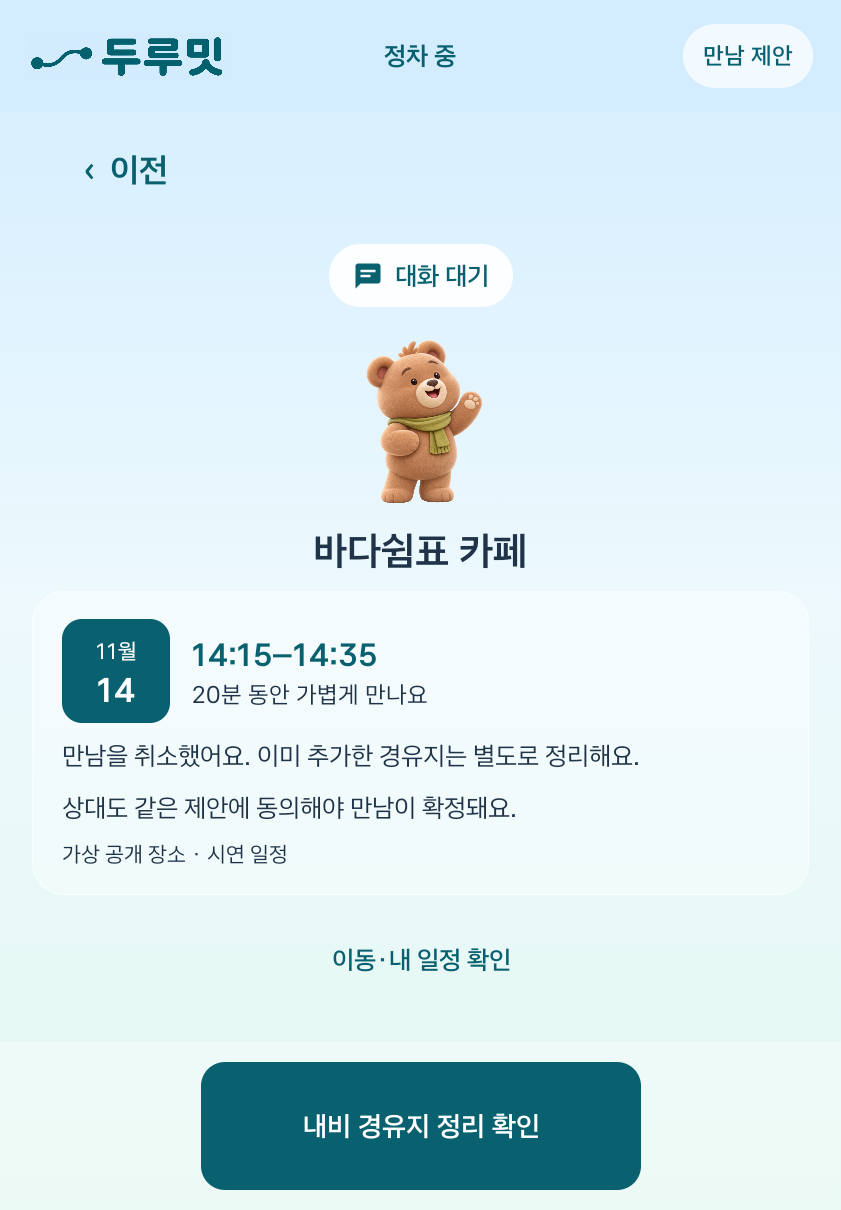 두루밋
정차 중
만남 제안
‹ 이전
대화 대기
바다쉼표 카페
11월
14
14:15–14:35
20분 동안 가볍게 만나요
만남을 취소했어요. 이미 추가한 경유지는 별도로 정리해요.
상대도 같은 제안에 동의해야 만남이 확정돼요.
가상 공개 장소 · 시연 일정
이동·내 일정 확인
내비 경유지 정리 확인